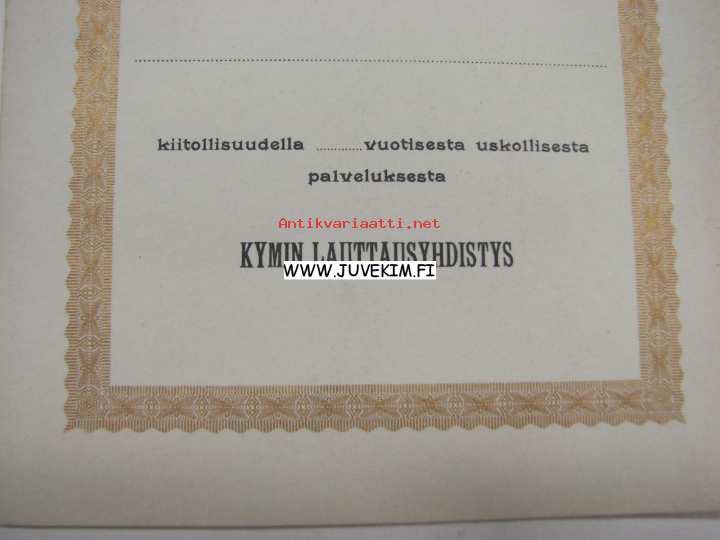 kiitollisuudella ............vuotisesta uskollisesta
palveluksesta
Antikvariaatti.net
KYMIN LAUTTAUSYHDISTYS
WWW.JUVEKIM.FI